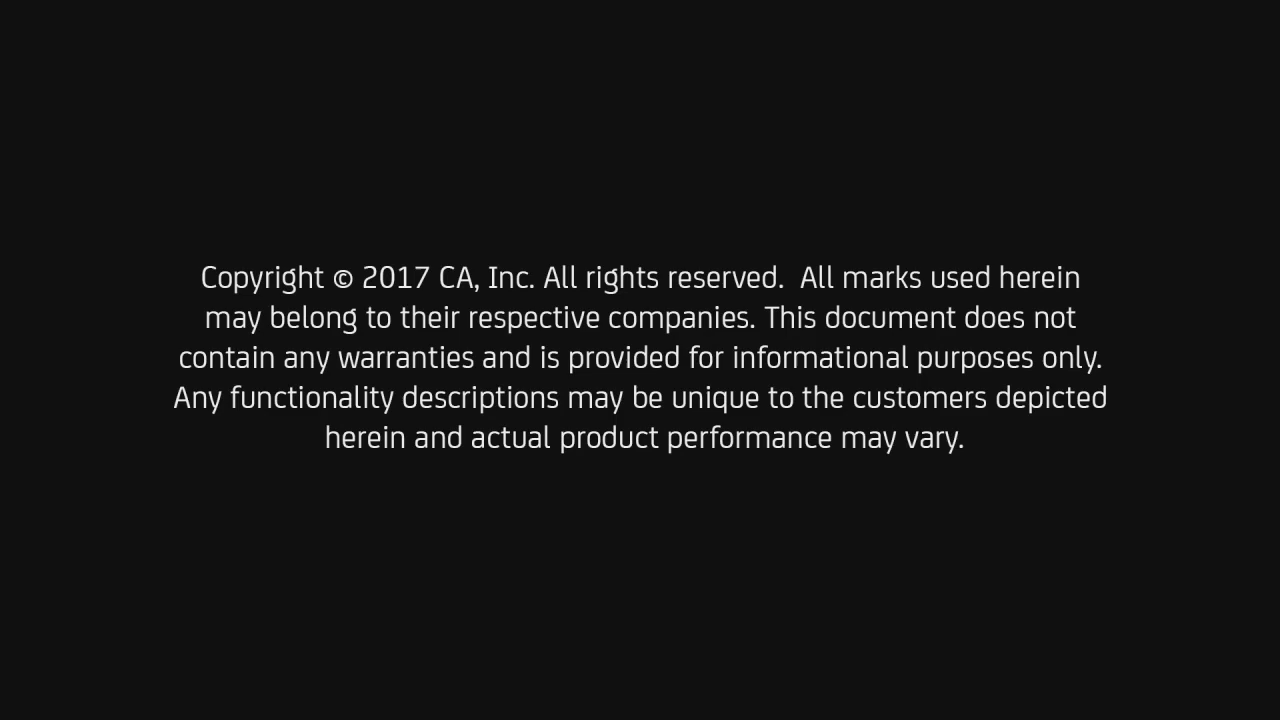 Copyright © 2017 CA, Inc. All rights reserved.  All marks used herein
may belong to their respective companies. This document does not
contain any warranties and is provided for informational purposes only.
Any functionality descriptions may be unique to the customers depicted
herein and actual product performance may vary.